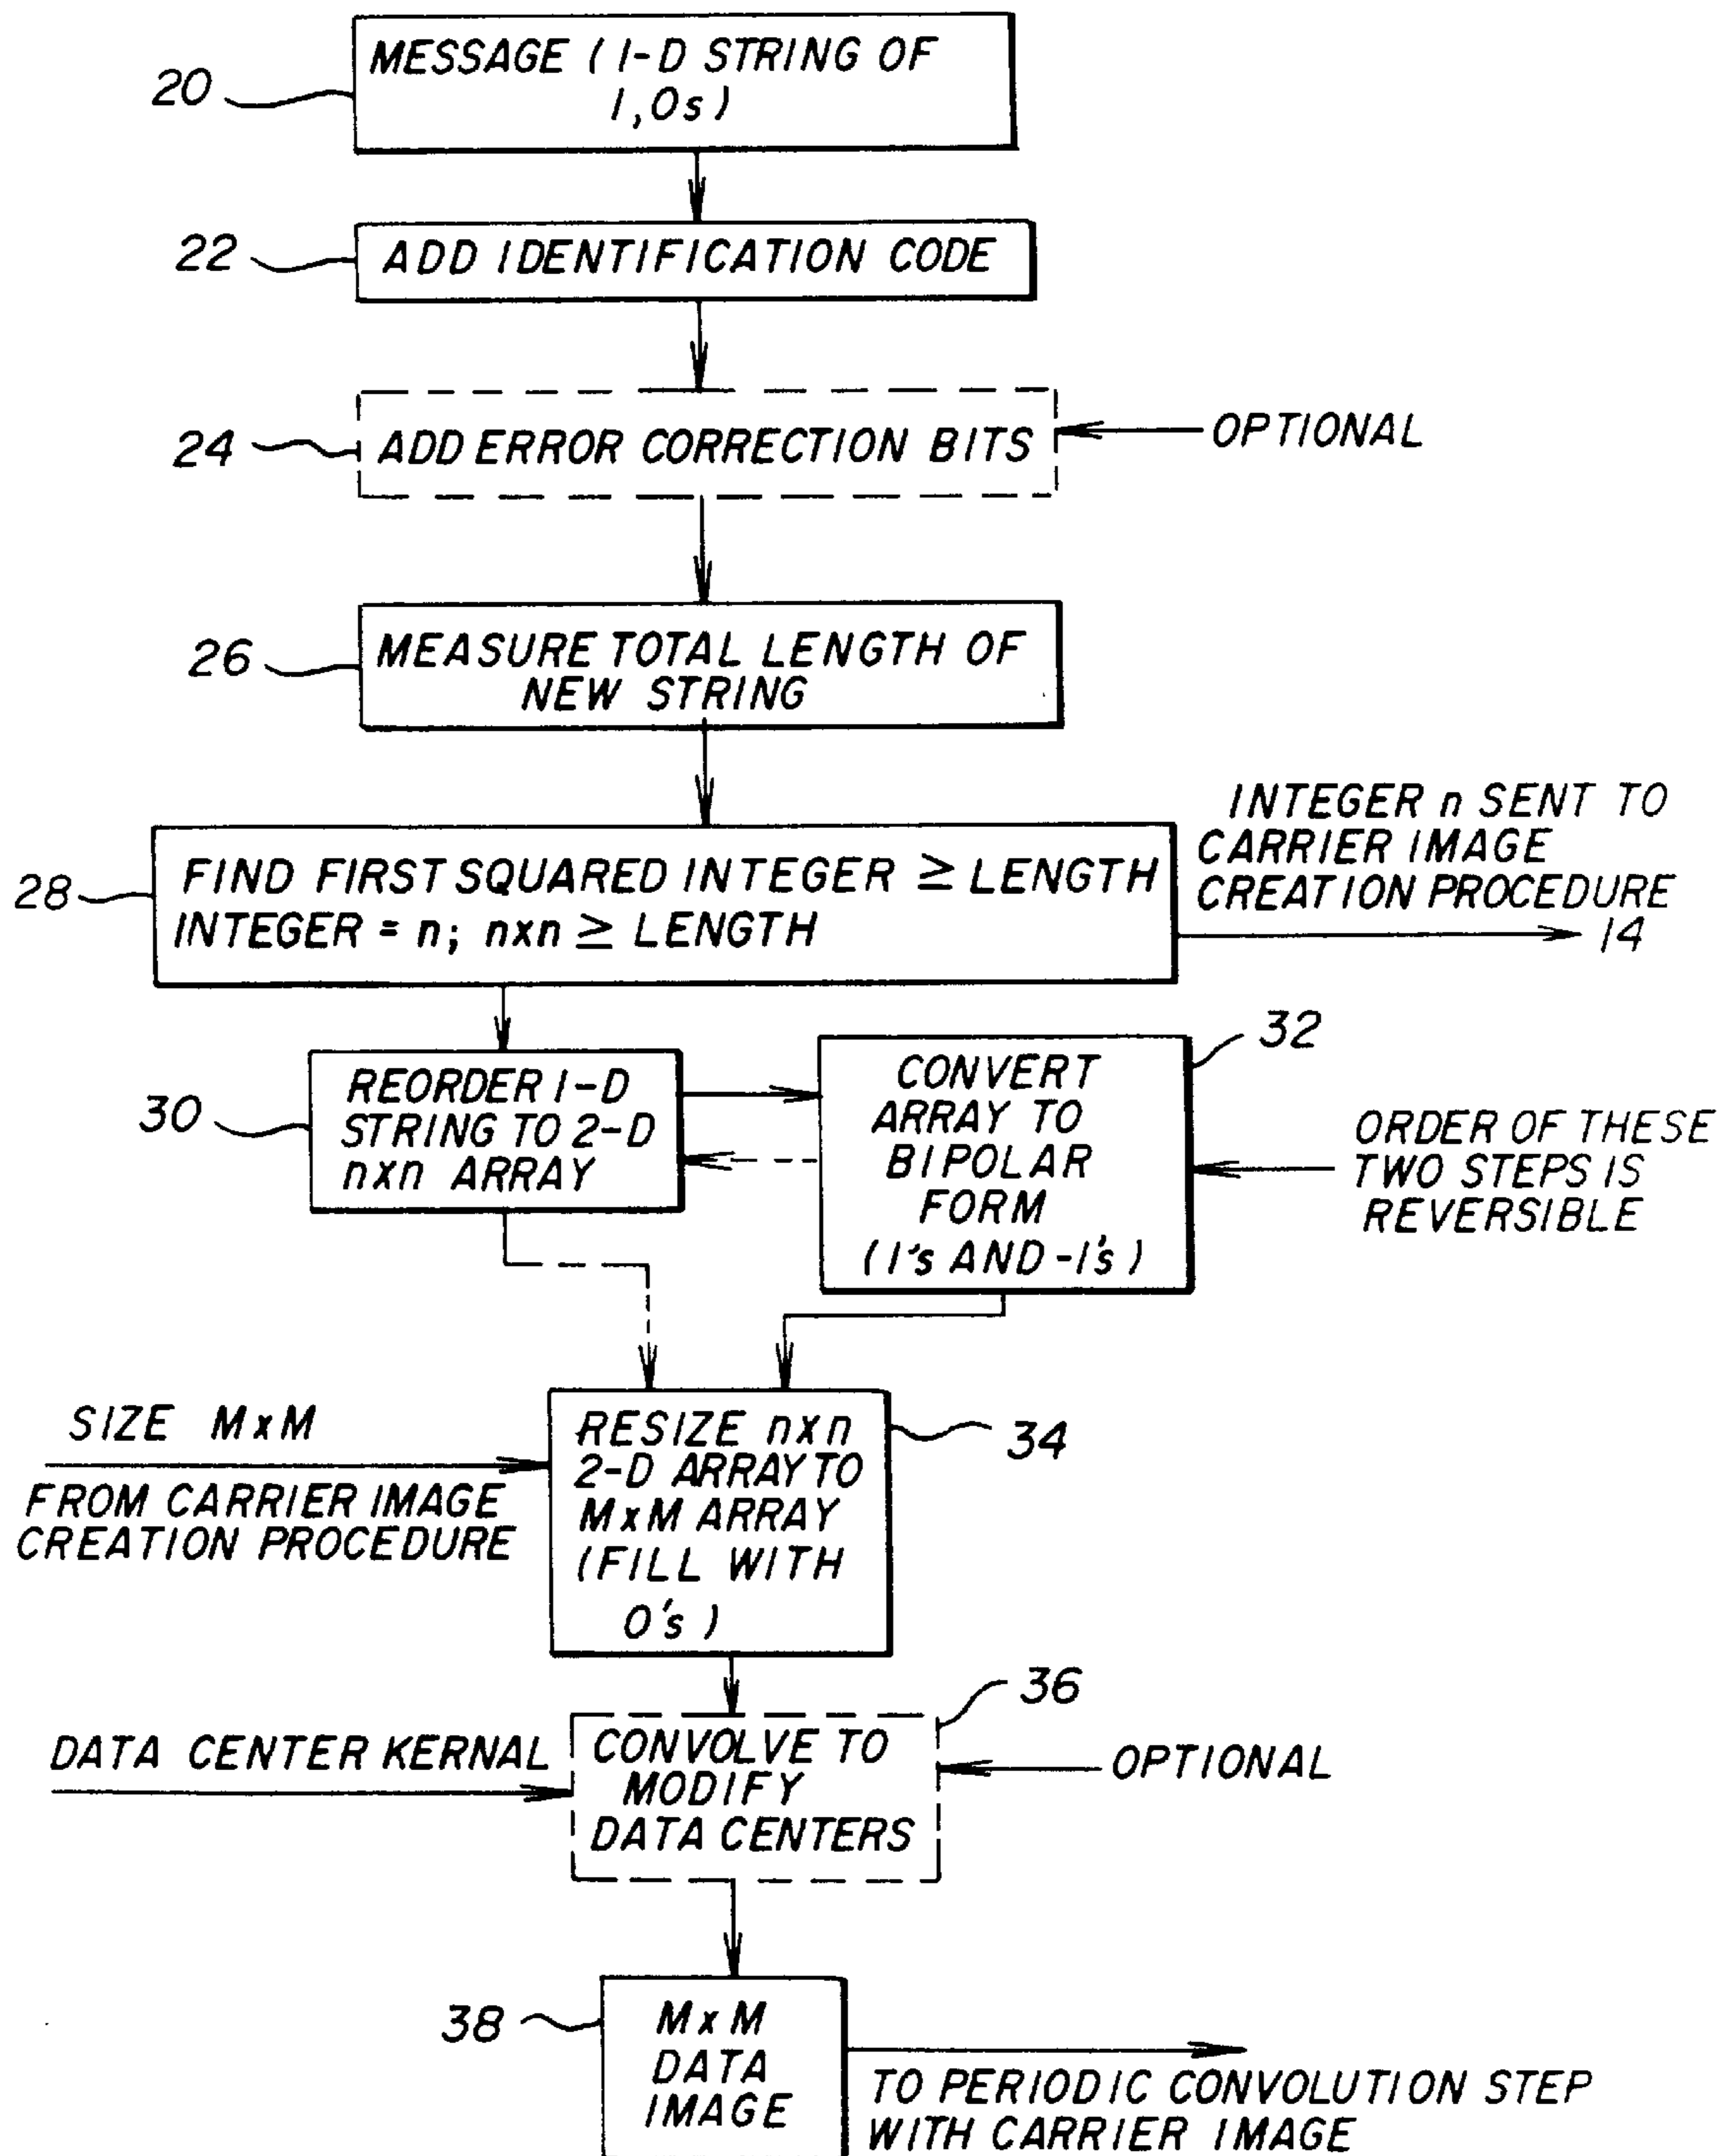 MESSAGE (1-D STRING OF
1,0s)
20
22
ADD IDENTIFICATION CODE
24
ADD ERROR CORRECTION BITS
OPTIONAL
26
MEASURE TOTAL LENGTH OF
NEW STRING
28
FIND FIRST SQUARED INTEGER ≥ LENGTH
INTEGER = n; nxn ≥ LENGTH
INTEGER n SENT TO
CARRIER IMAGE
CREATION PROCEDURE
14
30
REORDER 1-D
STRING TO 2-D
nxn ARRAY
32
CONVERT
ARRAY TO
BIPOLAR
FORM
(1's AND -1's)
ORDER OF THESE
TWO STEPS IS
REVERSIBLE
SIZE MxM
FROM CARRIER IMAGE
CREATION PROCEDURE
RESIZE nxn
2-D ARRAY TO
MxM ARRAY
(FILL WITH
0's)
34
36
DATA CENTER KERNAL
CONVOLVE TO
MODIFY
DATA CENTERS
OPTIONAL
38
MxM
DATA
IMAGE
TO PERIODIC CONVOLUTION STEP
WITH CARRIER IMAGE